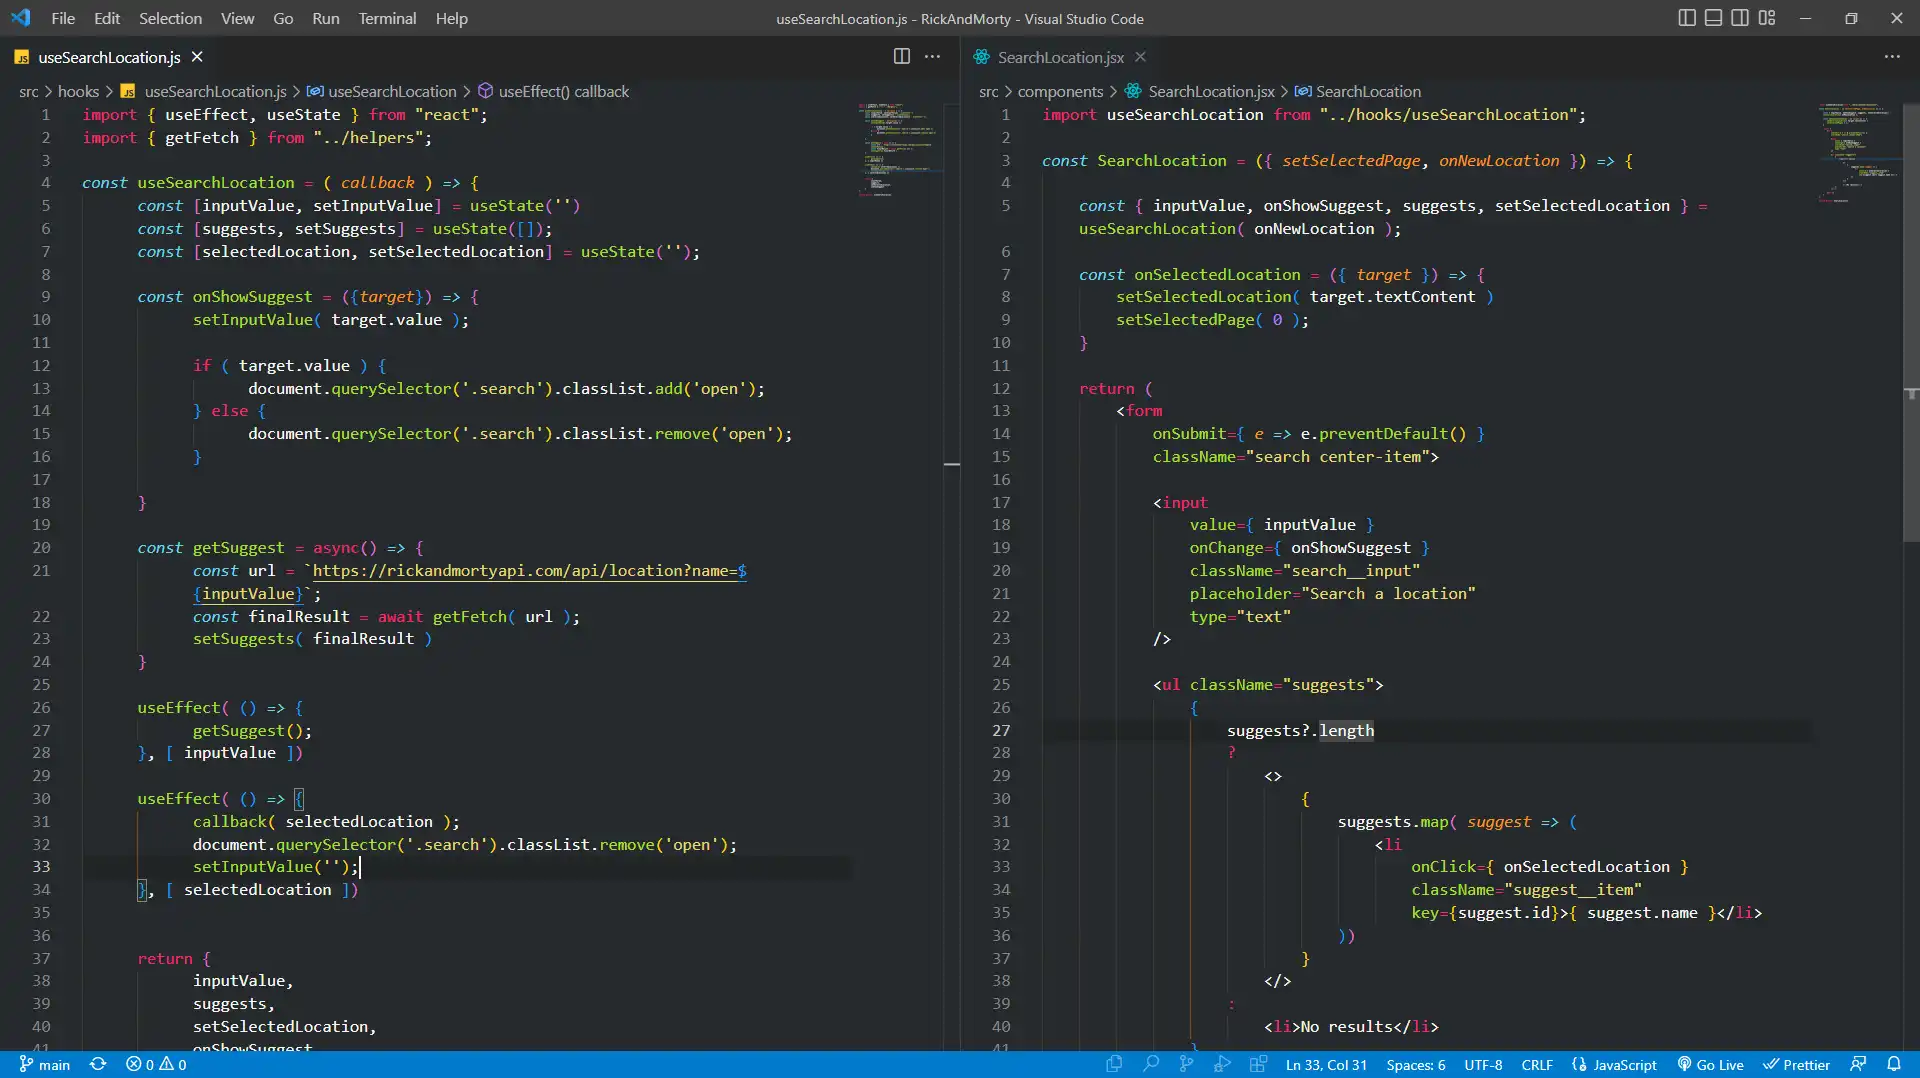 File Edit Selection View Go Run Terminal Help
useSearchLocation.js - RickAndMorty - Visual Studio Code
JS useSearchLocation.js
src > hooks > JS useSearchLocation.js > useSearchLocation > useEffect() callback
1 import { useEffect, useState } from "react";
2 import { getFetch } from "../helpers";
3
4 const useSearchLocation = ( callback ) => {
5 const [inputValue, setInputValue] = useState('')
6 const [suggests, setSuggests] = useState([]);
7 const [selectedLocation, setSelectedLocation] = useState('');
8
9 const onShowSuggest = ({target}) => {
10 setInputValue( target.value );
11
12 if ( target.value ) {
13 document.querySelector('.search').classList.add('open');
14 } else {
15 document.querySelector('.search').classList.remove('open');
16 }
17
18 }
19
20 const getSuggest = async() => {
21 const url = `https://rickandmortyapi.com/api/location?name=$
{inputValue}`;
22 const finalResult = await getFetch( url );
23 setSuggests( finalResult )
24 }
25
26 useEffect( () => {
27 getSuggest();
28 }, [ inputValue ])
29
30 useEffect( () => {
31 callback( selectedLocation );
32 document.querySelector('.search').classList.remove('open');
33 setInputValue('');
34 }, [ selectedLocation ])
35
36
37 return {
38 inputValue,
39 suggests,
40 setSelectedLocation,
41 onShowSuggest
SearchLocation.jsx
src > components > SearchLocation.jsx > SearchLocation
1 import useSearchLocation from "../hooks/useSearchLocation";
2
3 const SearchLocation = ({ setSelectedPage, onNewLocation }) => {
4
5 const { inputValue, onShowSuggest, suggests, setSelectedLocation } =
useSearchLocation( onNewLocation );
6
7 const onSelectedLocation = ({ target }) => {
8 setSelectedLocation( target.textContent )
9 setSelectedPage( 0 );
10 }
11
12 return (
13 <form
14 onSubmit={ e => e.preventDefault() }
15 className="search center-item">
16
17 <input
18 value={ inputValue }
19 onChange={ onShowSuggest }
20 className="search__input"
21 placeholder="Search a location"
22 type="text"
23 />
24
25 <ul className="suggests">
26 {
27 suggests?.length
28 ?
29 <>
30 {
31 suggests.map( suggest => (
32 <li
33 onClick={ onSelectedLocation }
34 className="suggest__item"
35 key={suggest.id}>{ suggest.name }</li>
36 ))
37 }
38 </>
39 :
40 <li>No results</li>
41 }
main 0 0 Ln 33, Col 31 Spaces: 6 UTF-8 CRLF JavaScript Go Live Prettier